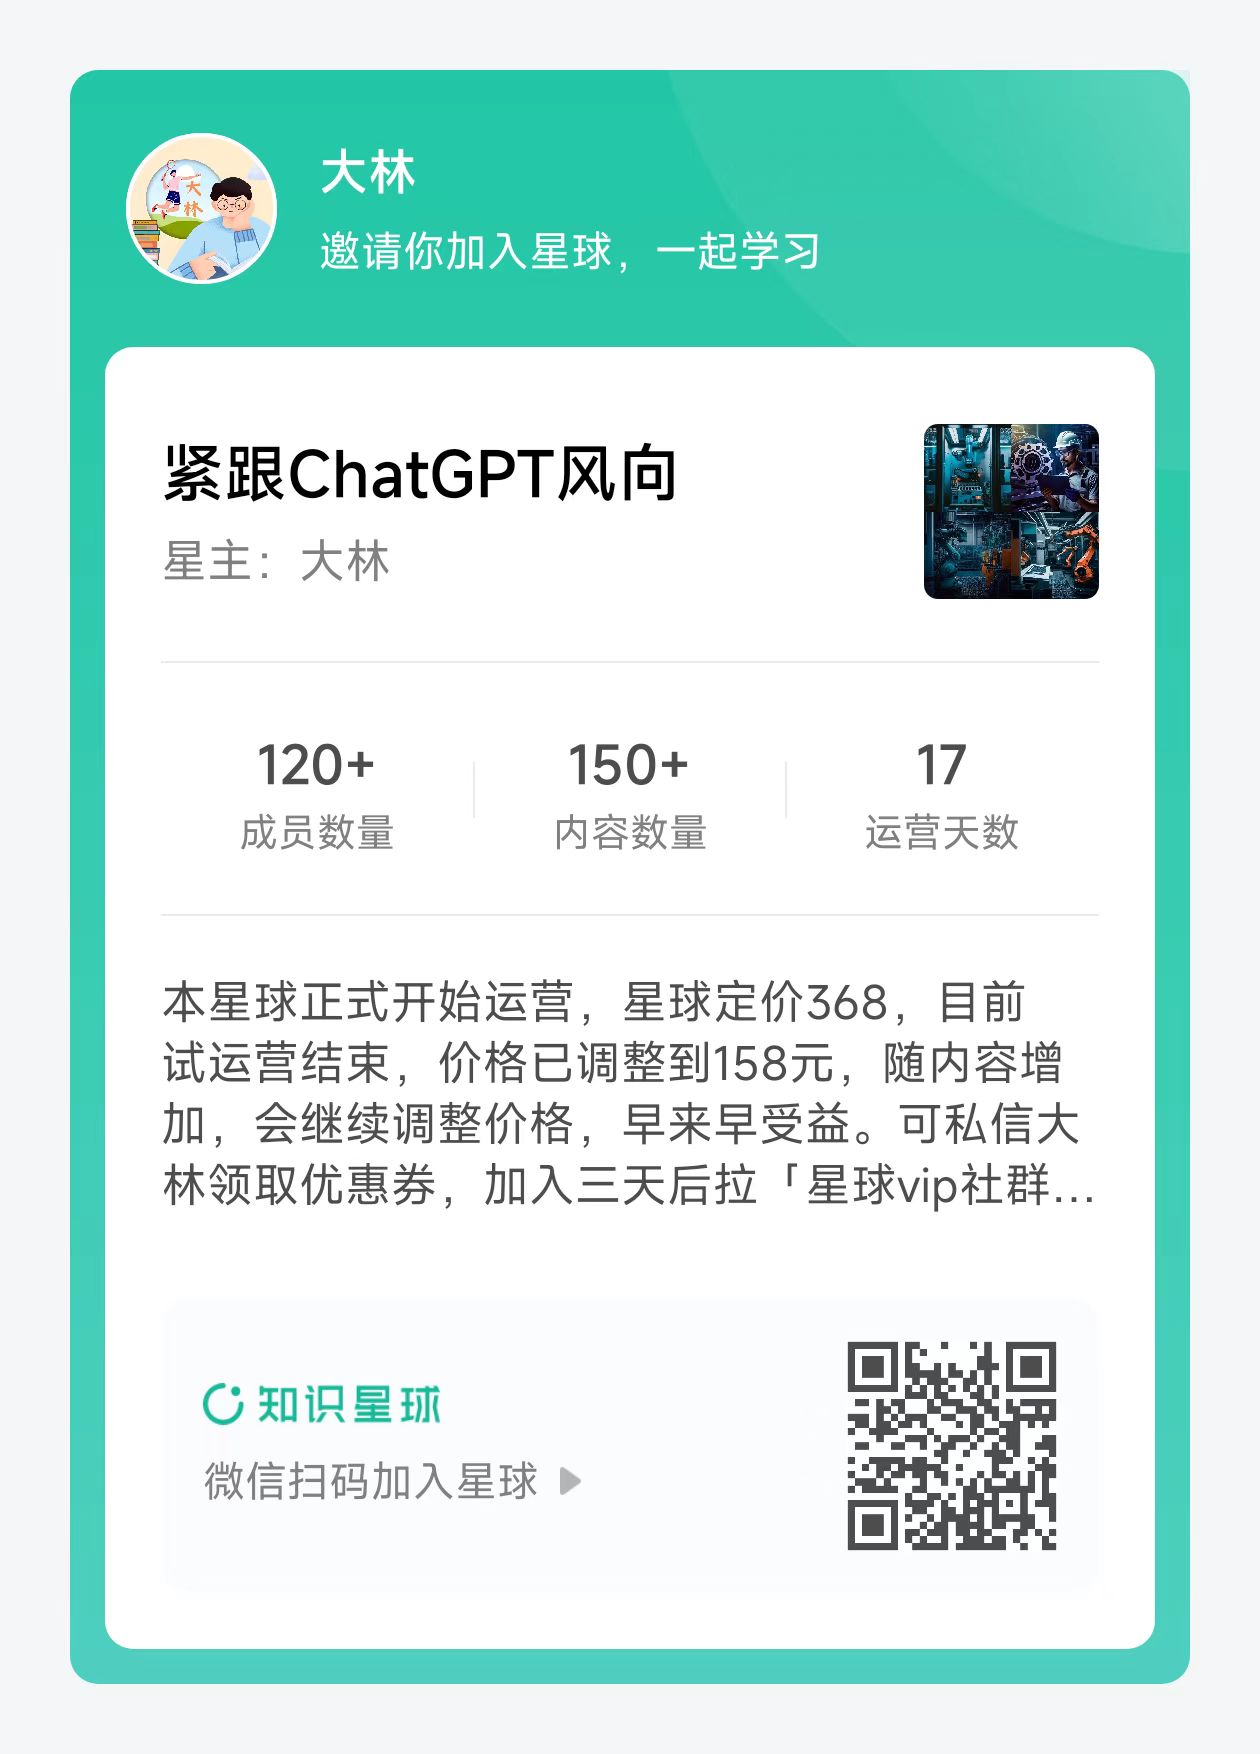 大林
大
林
邀请你加入星球，一起学习
紧跟ChatGPT风向
星主：大林
120+
成员数量
150+
内容数量
17
运营天数
本星球正式开始运营，星球定价368，目前
试运营结束，价格已调整到158元，随内容增
加，会继续调整价格，早来早受益。可私信大
林领取优惠券，加入三天后拉「星球vip社群...
知识星球
微信扫码加入星球